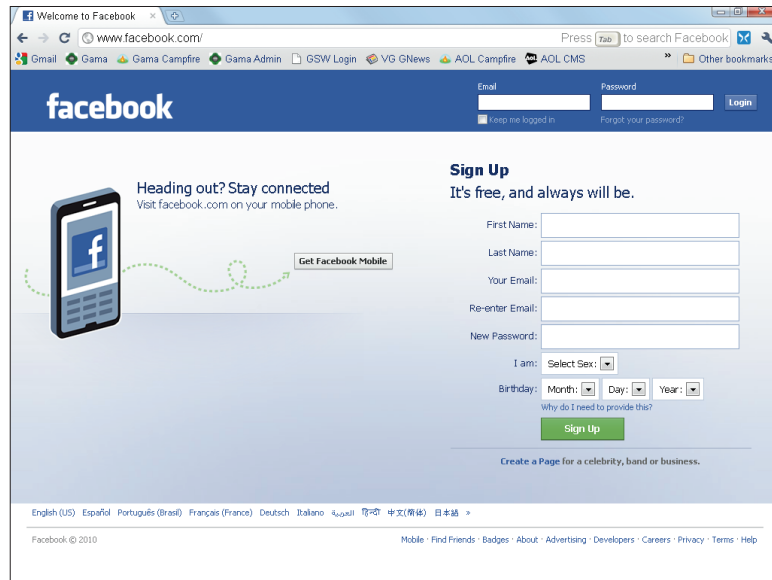 Welcome to Facebook
www.facebook.com/
Press Tab to search Facebook
Gmail Gama Gama Campfire Gama Admin GSW Login VG GNews AOL Campfire AOL CMS » Other bookmarks
facebook
Email Password
Login
Keep me logged in Forgot your password?
Heading out? Stay connected
Visit facebook.com on your mobile phone.
Get Facebook Mobile
Sign Up
It's free, and always will be.
First Name:
Last Name:
Your Email:
Re-enter Email:
New Password:
I am: Select Sex:
Birthday: Month: Day: Year:
Why do I need to provide this?
Sign Up
Create a Page for a celebrity, band or business.
English (US) Español Português (Brasil) Français (France) Deutsch Italiano العربية हिन्दी 中文(简体) 日本語 »
Facebook © 2010
Mobile · Find Friends · Badges · About · Advertising · Developers · Careers · Privacy · Terms · Help